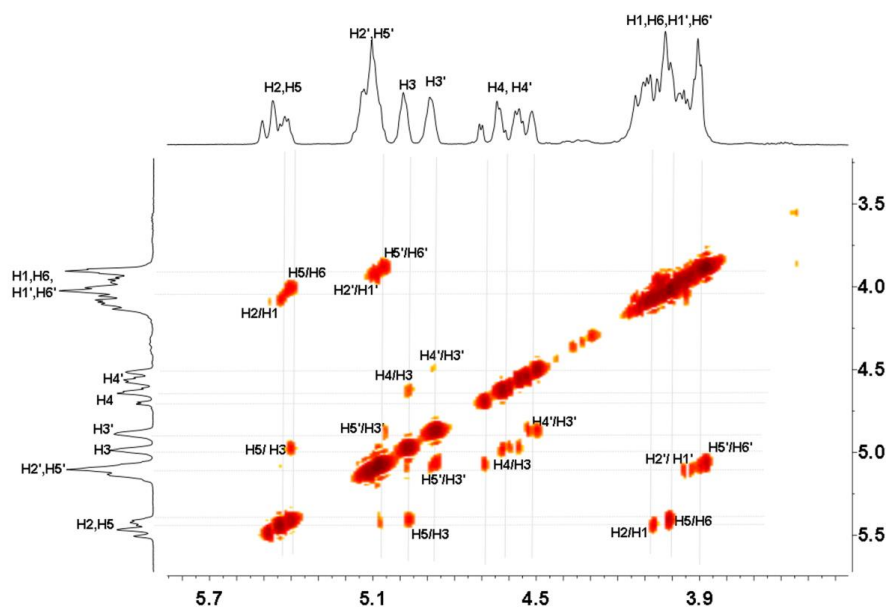 H1,H6,H1',H6'
H2',H5'
H2,H5
H3
H3'
H4, H4'
3.5
H5'/H6'
H5/H6
H1,H6,
H1',H6'
H2'/H1'
4.0
H2/H1
H4'/H3'
H4/H3
4.5
H4'
H4
H3'
H5'/H3'
H4'/H3'
H3
H5/ H3
H4/H3
H2'/ H1'
H5'/H6'
5.0
H2',H5'
H5'/H3'
H2,H5
H5/H3
H2/H1
H5/H6
5.5
5.7
5.1
4.5
3.9